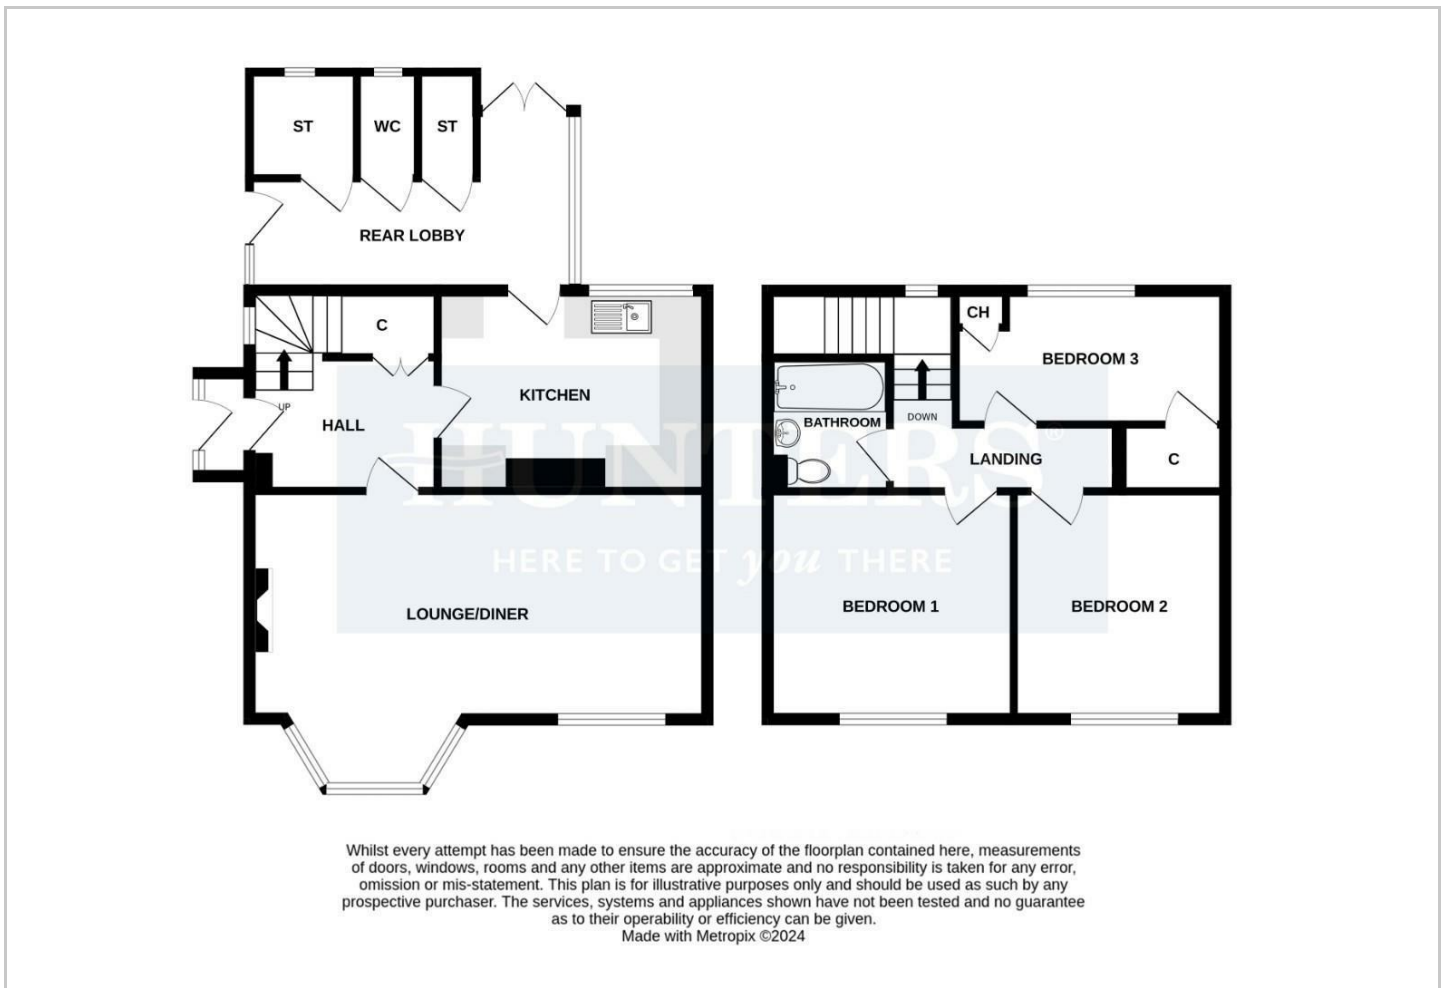 ST
WC
ST
REAR LOBBY
C
KITCHEN
UP
HALL
LOUNGE/DINER
CH
BEDROOM 3
BATHROOM
DOWN
LANDING
C
BEDROOM 1
BEDROOM 2
HUNTERS®
HERE TO GET you THERE
Whilst every attempt has been made to ensure the accuracy of the floorplan contained here, measurements
of doors, windows, rooms and any other items are approximate and no responsibility is taken for any error,
omission or mis-statement. This plan is for illustrative purposes only and should be used as such by any
prospective purchaser. The services, systems and appliances shown have not been tested and no guarantee
as to their operability or efficiency can be given.
Made with Metropix ©2024